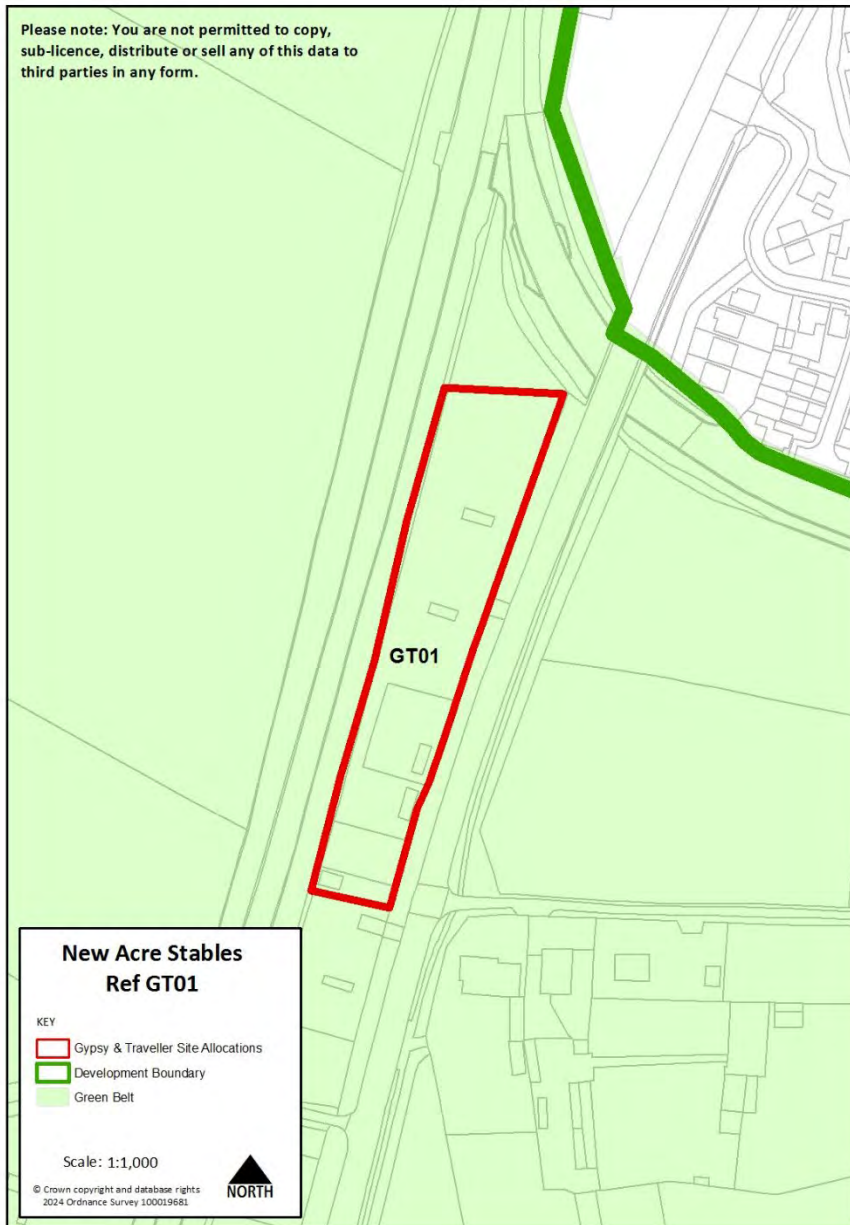 Please note: You are not permitted to copy,
sub-licence, distribute or sell any of this data to
third parties in any form.
GT01
New Acre Stables
Ref GT01
KEY
Gypsy & Traveller Site Allocations
Development Boundary
Green Belt
Scale: 1:1,000
© Crown copyright and database rights
2024 Ordnance Survey 100019681
NORTH